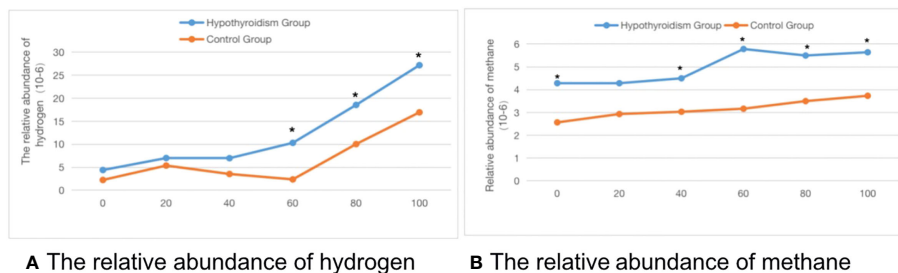 Hypothyroidism Group
Control Group
The relative abundance of
hydrogen (10-6)
30
25
20
15
10
5
0
*
*
*
0 20 40 60 80 100
A The relative abundance of hydrogen
Hypothyroidism Group Control Group
Relative abundance of methane
(10-6)
6
5
4
3
2
1
0
*
*
*
*
*
0 20 40 60 80 100
B The relative abundance of methane